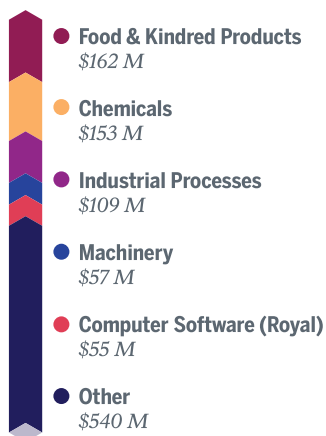 Food & Kindred Products
$162 M
Chemicals
$153 M
Industrial Processes
$109 M
Machinery
$57 M
Computer Software (Royal)
$55 M
Other
$540 M